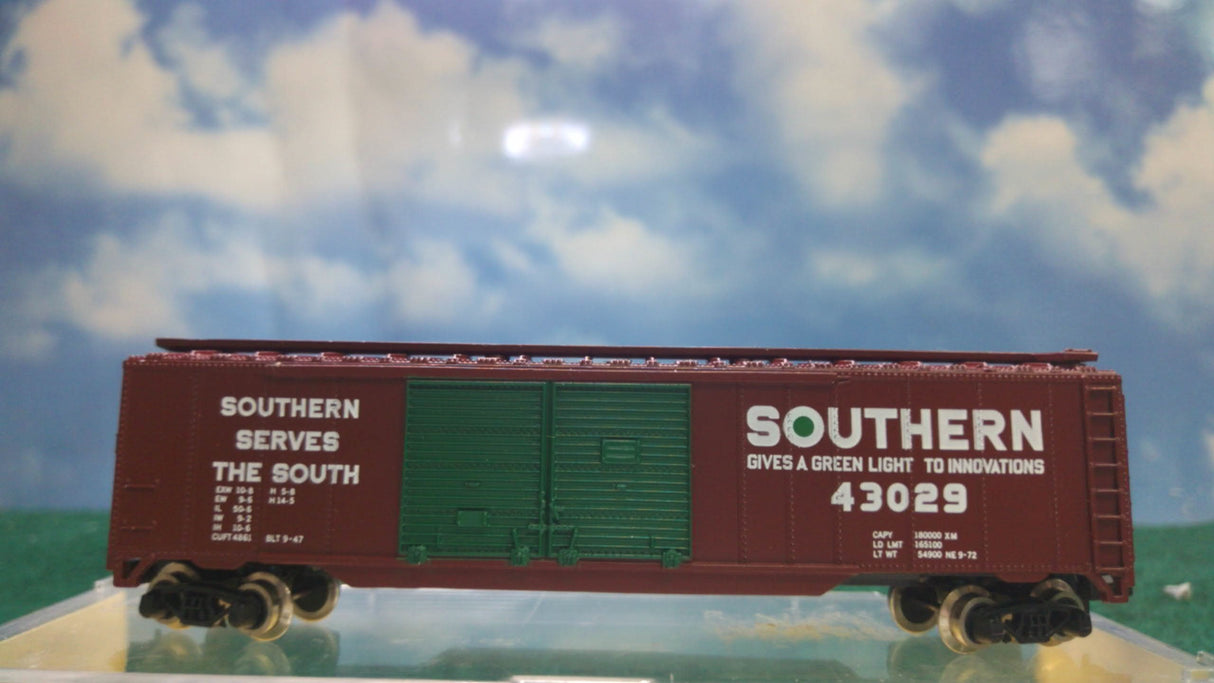 SOUTHERN
SERVES
THE SOUTH
EXW 10-8 H 5-8
EW 9-6 H 14-5
IL 50-6
IW 9-2
IH 10-6
CUFT 4861 BLT 9-47
SOUTHERN
GIVES A GREEN LIGHT TO INNOVATIONS
43029
CAPY 180000 XM
LD LMT 165100
LT WT 54900 NE 9-72